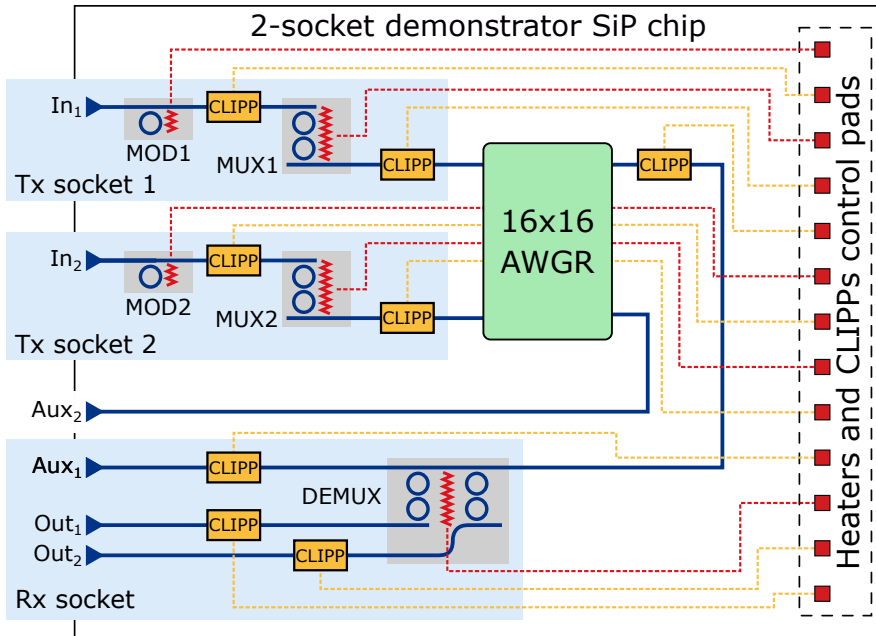 2-socket demonstrator SiP chip
In₁
CLIPP
MOD1
MUX1
CLIPP
CLIPP
Tx socket 1
16x16
AWGR
In₂
CLIPP
MOD2
MUX2
CLIPP
Tx socket 2
Aux₂
Aux₁
CLIPP
DEMUX
Out₁
CLIPP
Out₂
CLIPP
Rx socket
Heaters and CLIPPs control pads